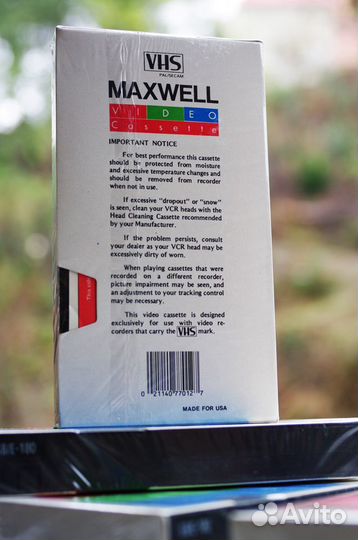 VHS
PAL/SECAM
MAXWELL
VIDEO
Cassette
IMPORTANT NOTICE
For best performance this cassette
should be protected from moisture
and excessive temperature changes and
should be removed from recorder
when not in use.
If excessive "dropout" or "snow"
is seen, clean your VCR heads with the
Head Cleaning Cassette recommended
by your Manufacturer.
If the problem persists, consult
your dealer as your VCR head may be
excessively dirty of worn.
When playing cassettes that were
recorded on a different recorder,
picture impairment may be seen, and
an adjustment to your tracking control
may be necessary.
This video cassette is designed
exclusively for use with video re-
corders that carry the VHS mark.
This
0 21140 77012 7
MADE FOR USA
E-180
Avito